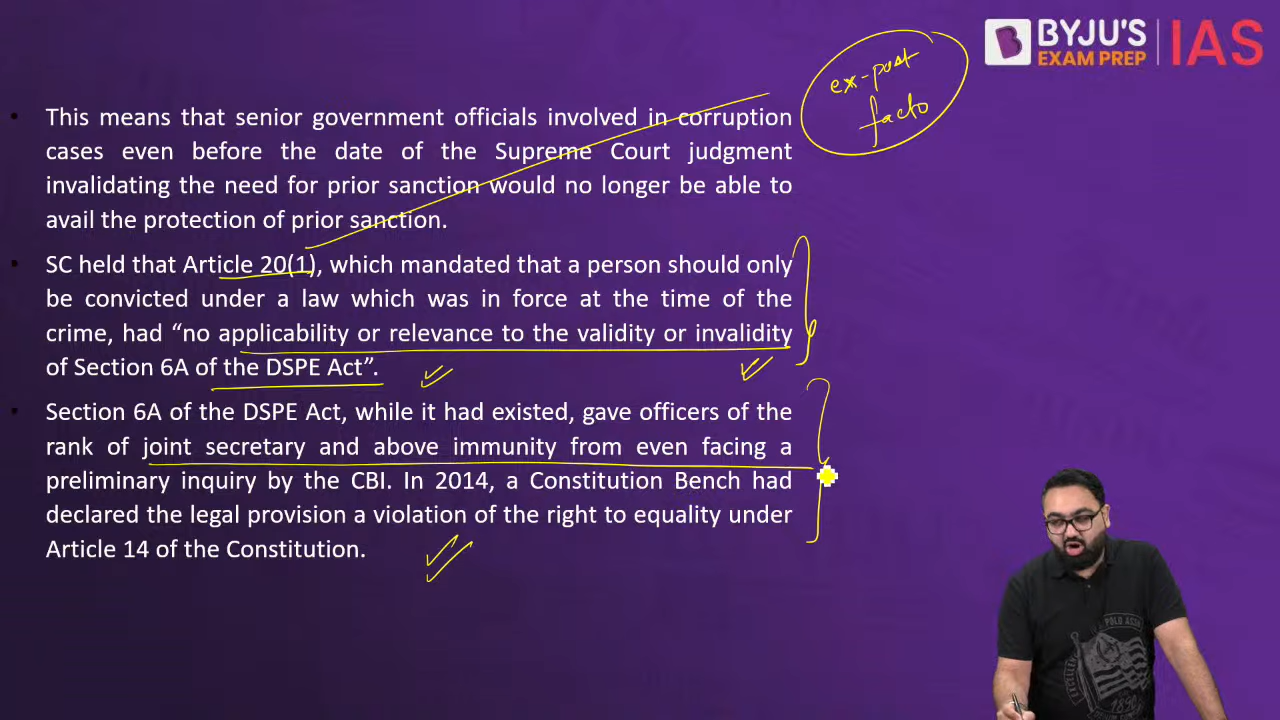 BYJU'S
EXAM PREP
IAS
ex-post
facto
This means that senior government officials involved in corruption
cases even before the date of the Supreme Court judgment
invalidating the need for prior sanction would no longer be able to
avail the protection of prior sanction.
SC held that Article 20(1), which mandated that a person should only
be convicted under a law which was in force at the time of the
crime, had “no applicability or relevance to the validity or invalidity
of Section 6A of the DSPE Act”.
Section 6A of the DSPE Act, while it had existed, gave officers of the
rank of joint secretary and above immunity from even facing a
preliminary inquiry by the CBI. In 2014, a Constitution Bench had
declared the legal provision a violation of the right to equality under
Article 14 of the Constitution.